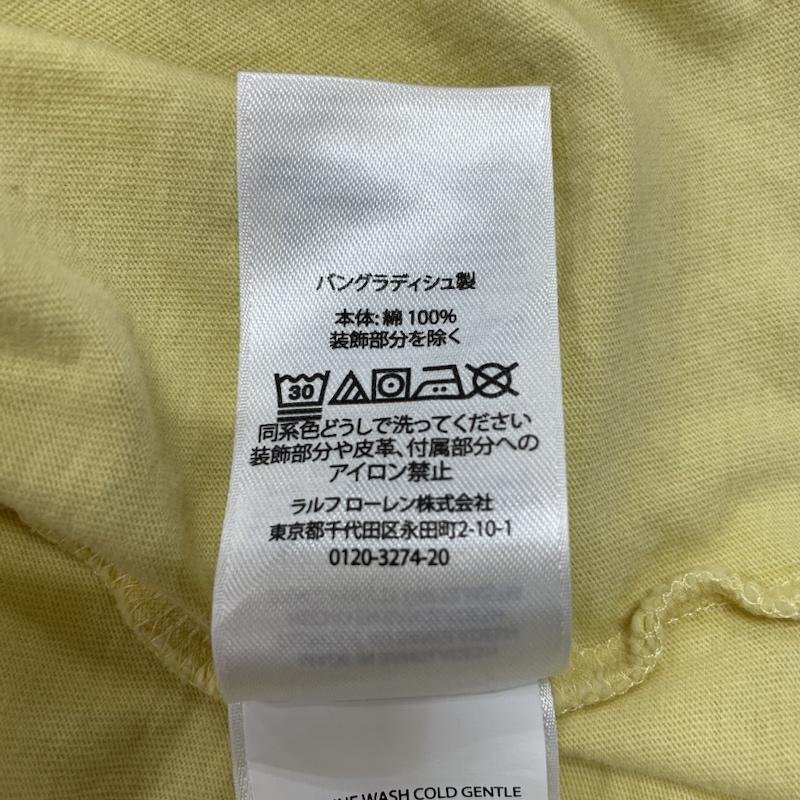 バングラディシュ製
本体: 綿 100%
装飾部分を除く
30
同系色どうしで洗ってください
装飾部分や皮革、付属部分への
アイロン禁止
ラルフ ローレン株式会社
東京都千代田区永田町2-10-1
0120-3274-20
WASH COLD GENTLE